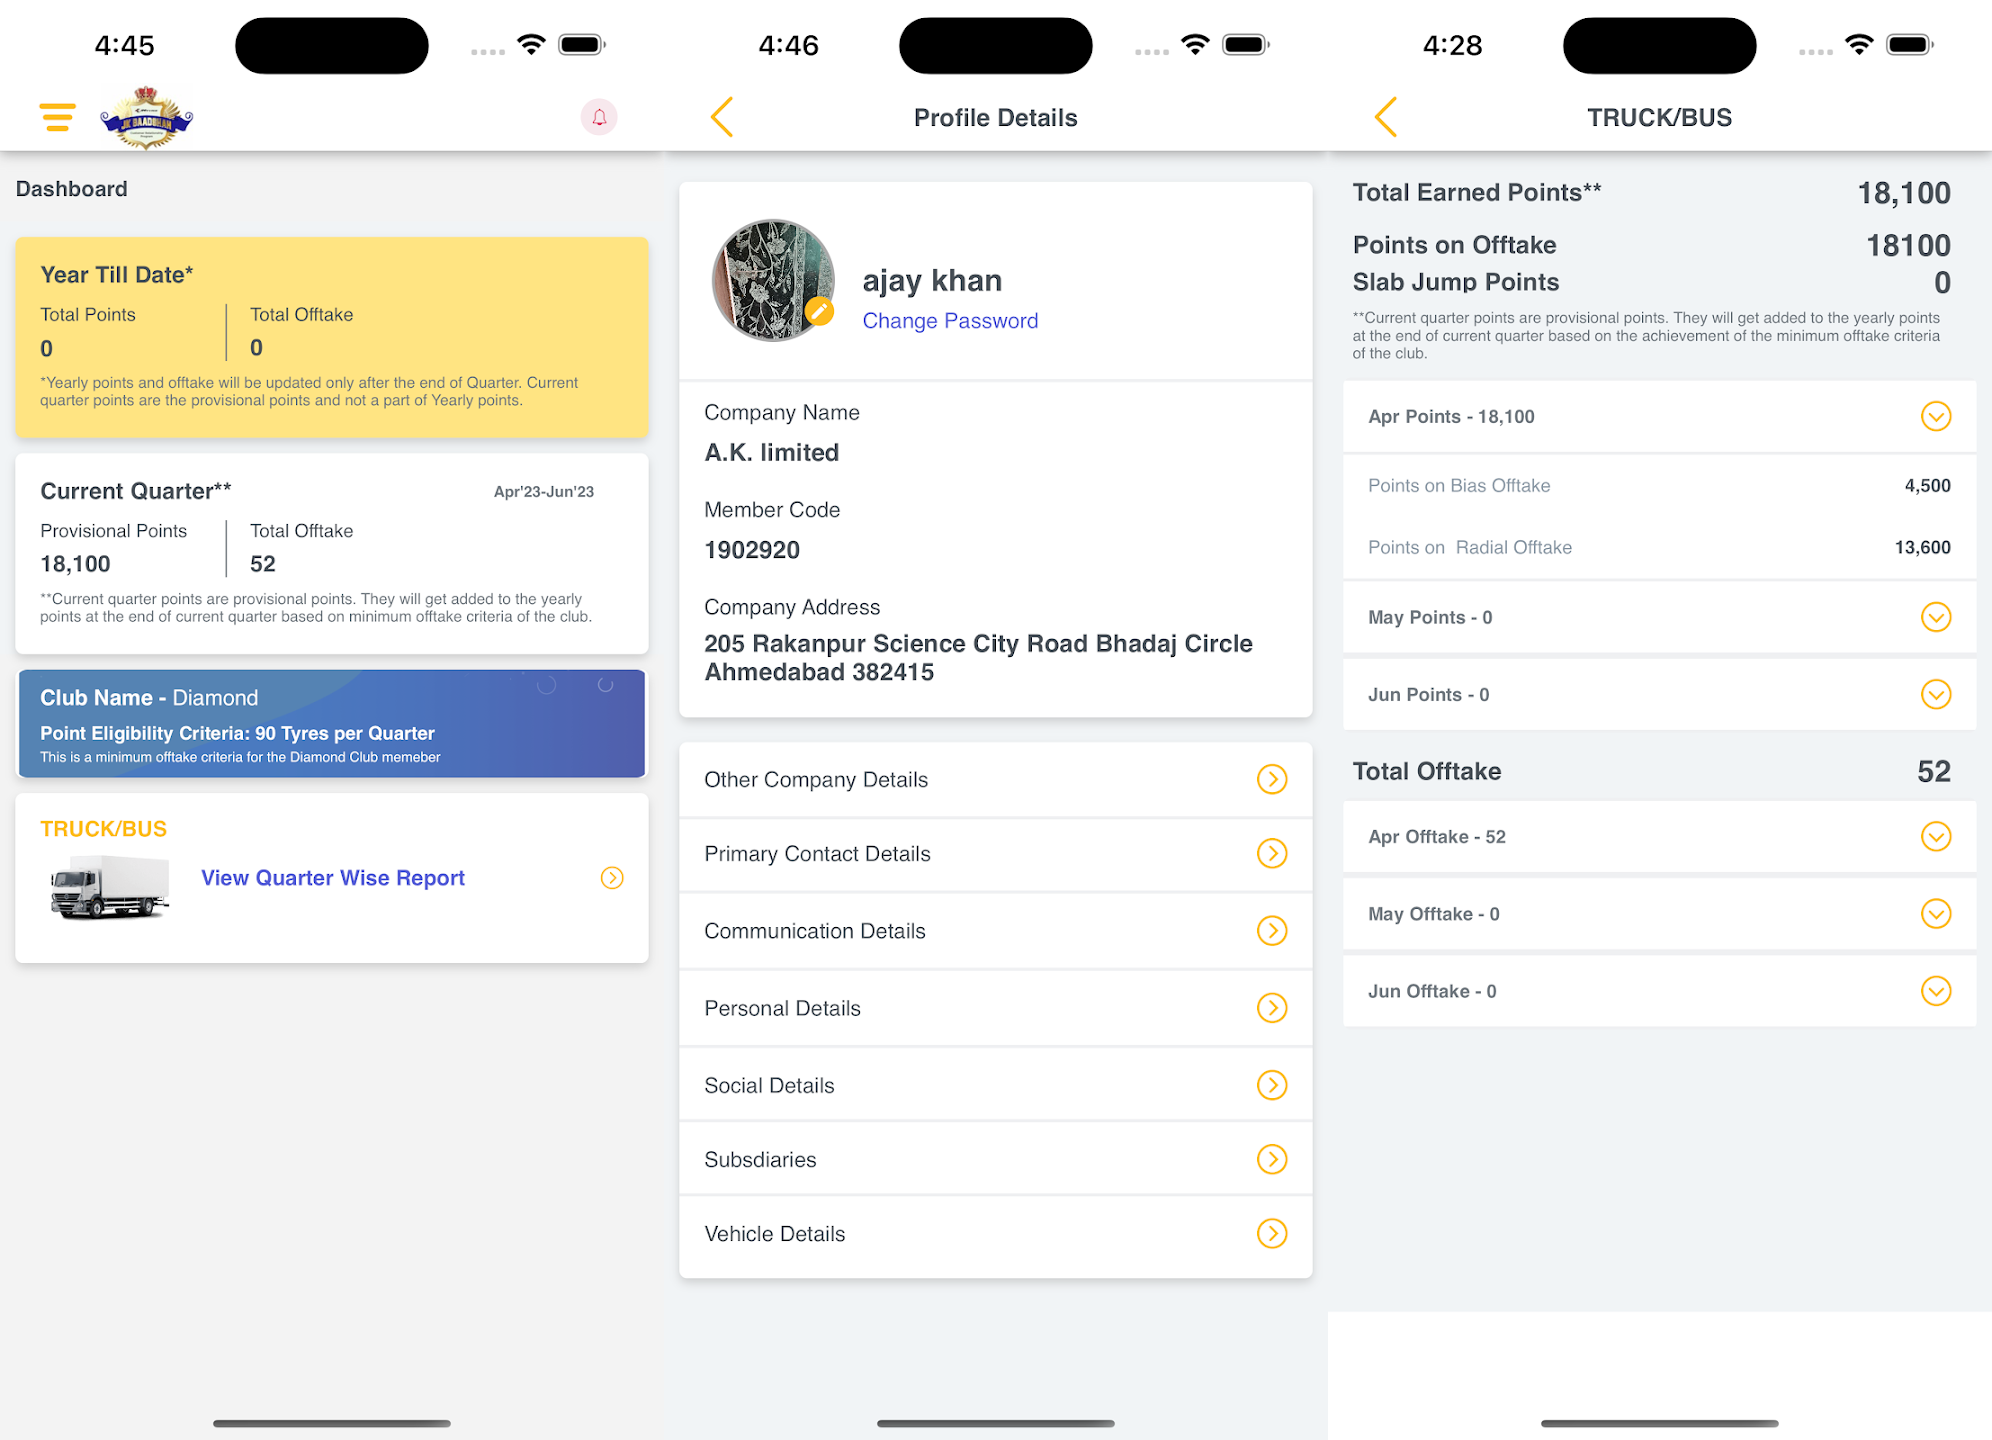 4:45
Dashboard
Year Till Date*
Total Points
Total Offtake
0
0
*Yearly points and offtake will be updated only after the end of Quarter. Current
quarter points are the provisional points and not a part of Yearly points.
Current Quarter**
Apr'23-Jun'23
Provisional Points
Total Offtake
18,100
52
**Current quarter points are provisional points. They will get added to the yearly
points at the end of current quarter based on minimum offtake criteria of the club.
Club Name - Diamond
Point Eligibility Criteria: 90 Tyres per Quarter
This is a minimum offtake criteria for the Diamond Club memeber
TRUCK/BUS
View Quarter Wise Report
4:46
Profile Details
ajay khan
Change Password
Company Name
A.K. limited
Member Code
1902920
Company Address
205 Rakanpur Science City Road Bhadaj Circle
Ahmedabad 382415
Other Company Details
Primary Contact Details
Communication Details
Personal Details
Social Details
Subsdiaries
Vehicle Details
4:28
TRUCK/BUS
Total Earned Points** 18,100
Points on Offtake 18100
Slab Jump Points 0
**Current quarter points are provisional points. They will get added to the yearly points
at the end of current quarter based on the achievement of the minimum offtake criteria
of the club.
Apr Points - 18,100
Points on Bias Offtake 4,500
Points on Radial Offtake 13,600
May Points - 0
Jun Points - 0
Total Offtake 52
Apr Offtake - 52
May Offtake - 0
Jun Offtake - 0